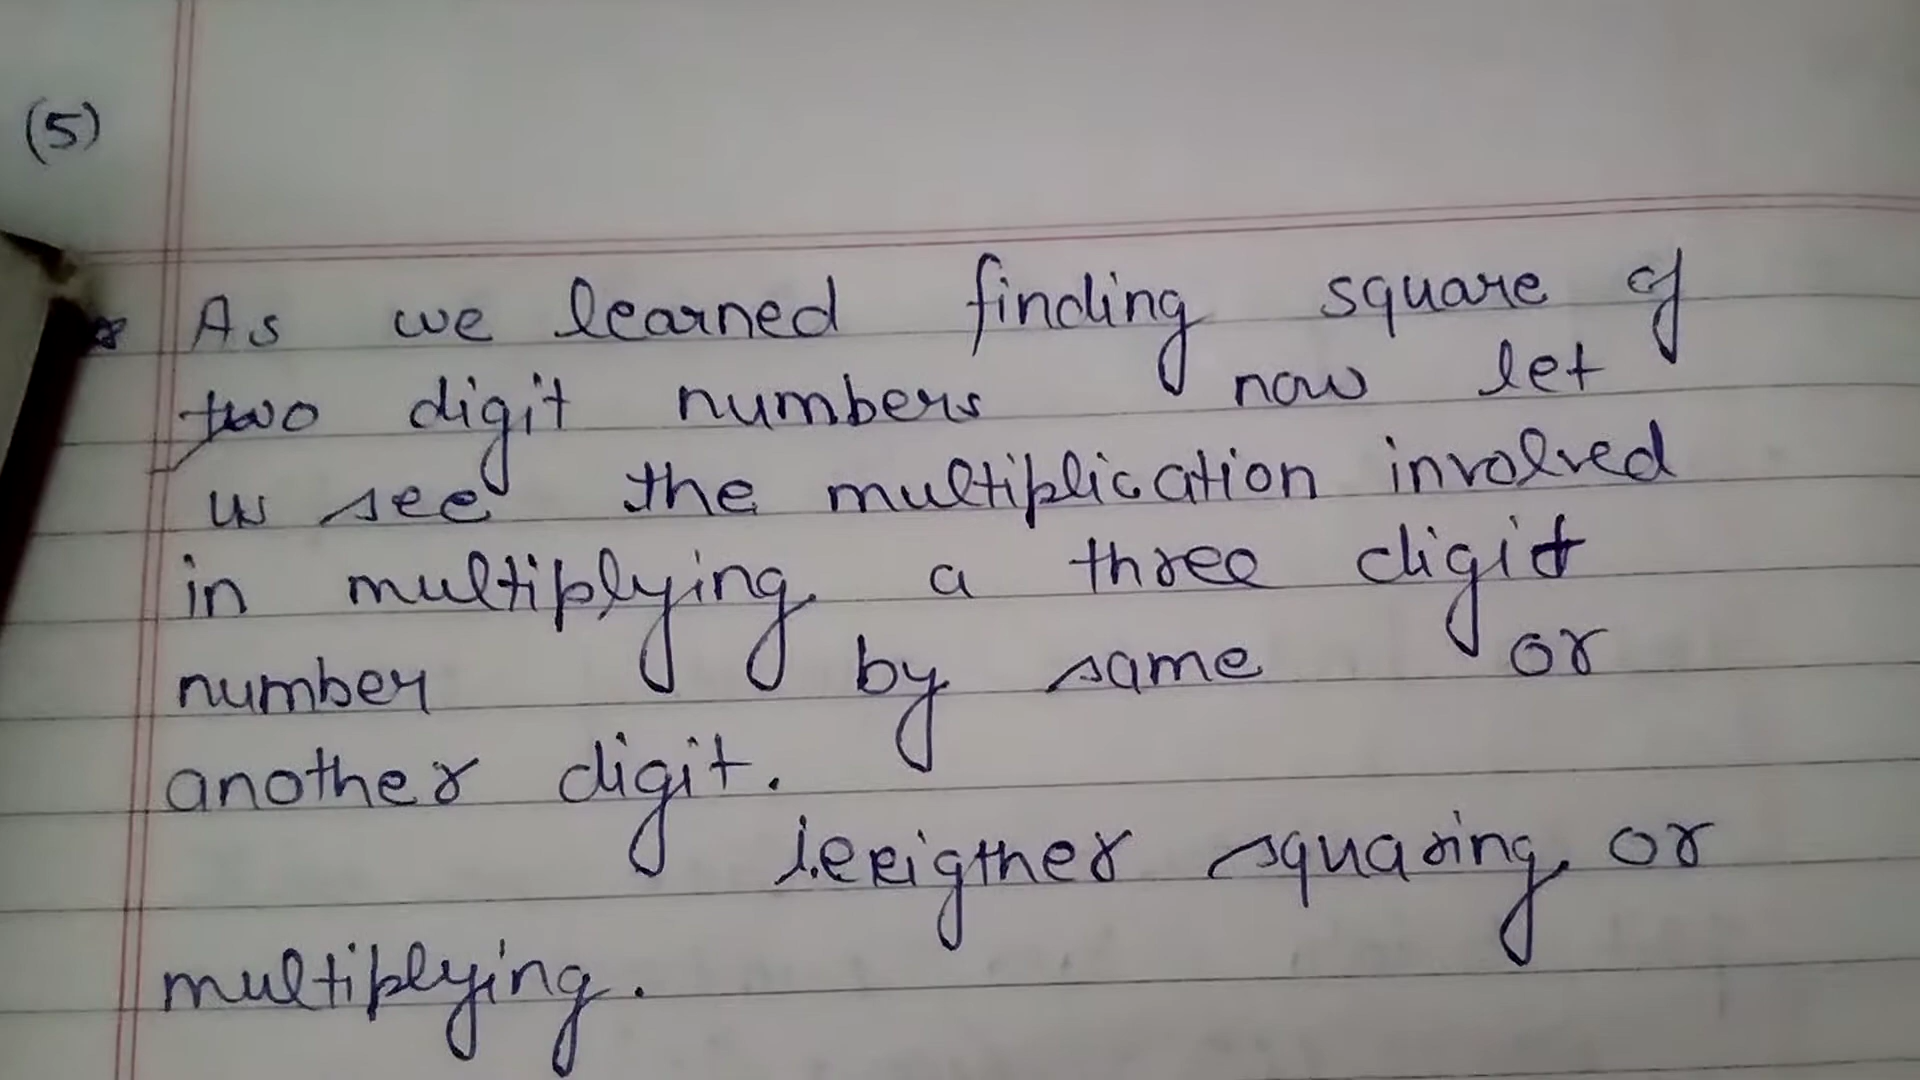 (5)
As we learned finding square of
two digit numbers now let
us see the multiplication involved
in multiplying a three digit
number by same or
another digit.
i.e eigther squaring or
multiplying.